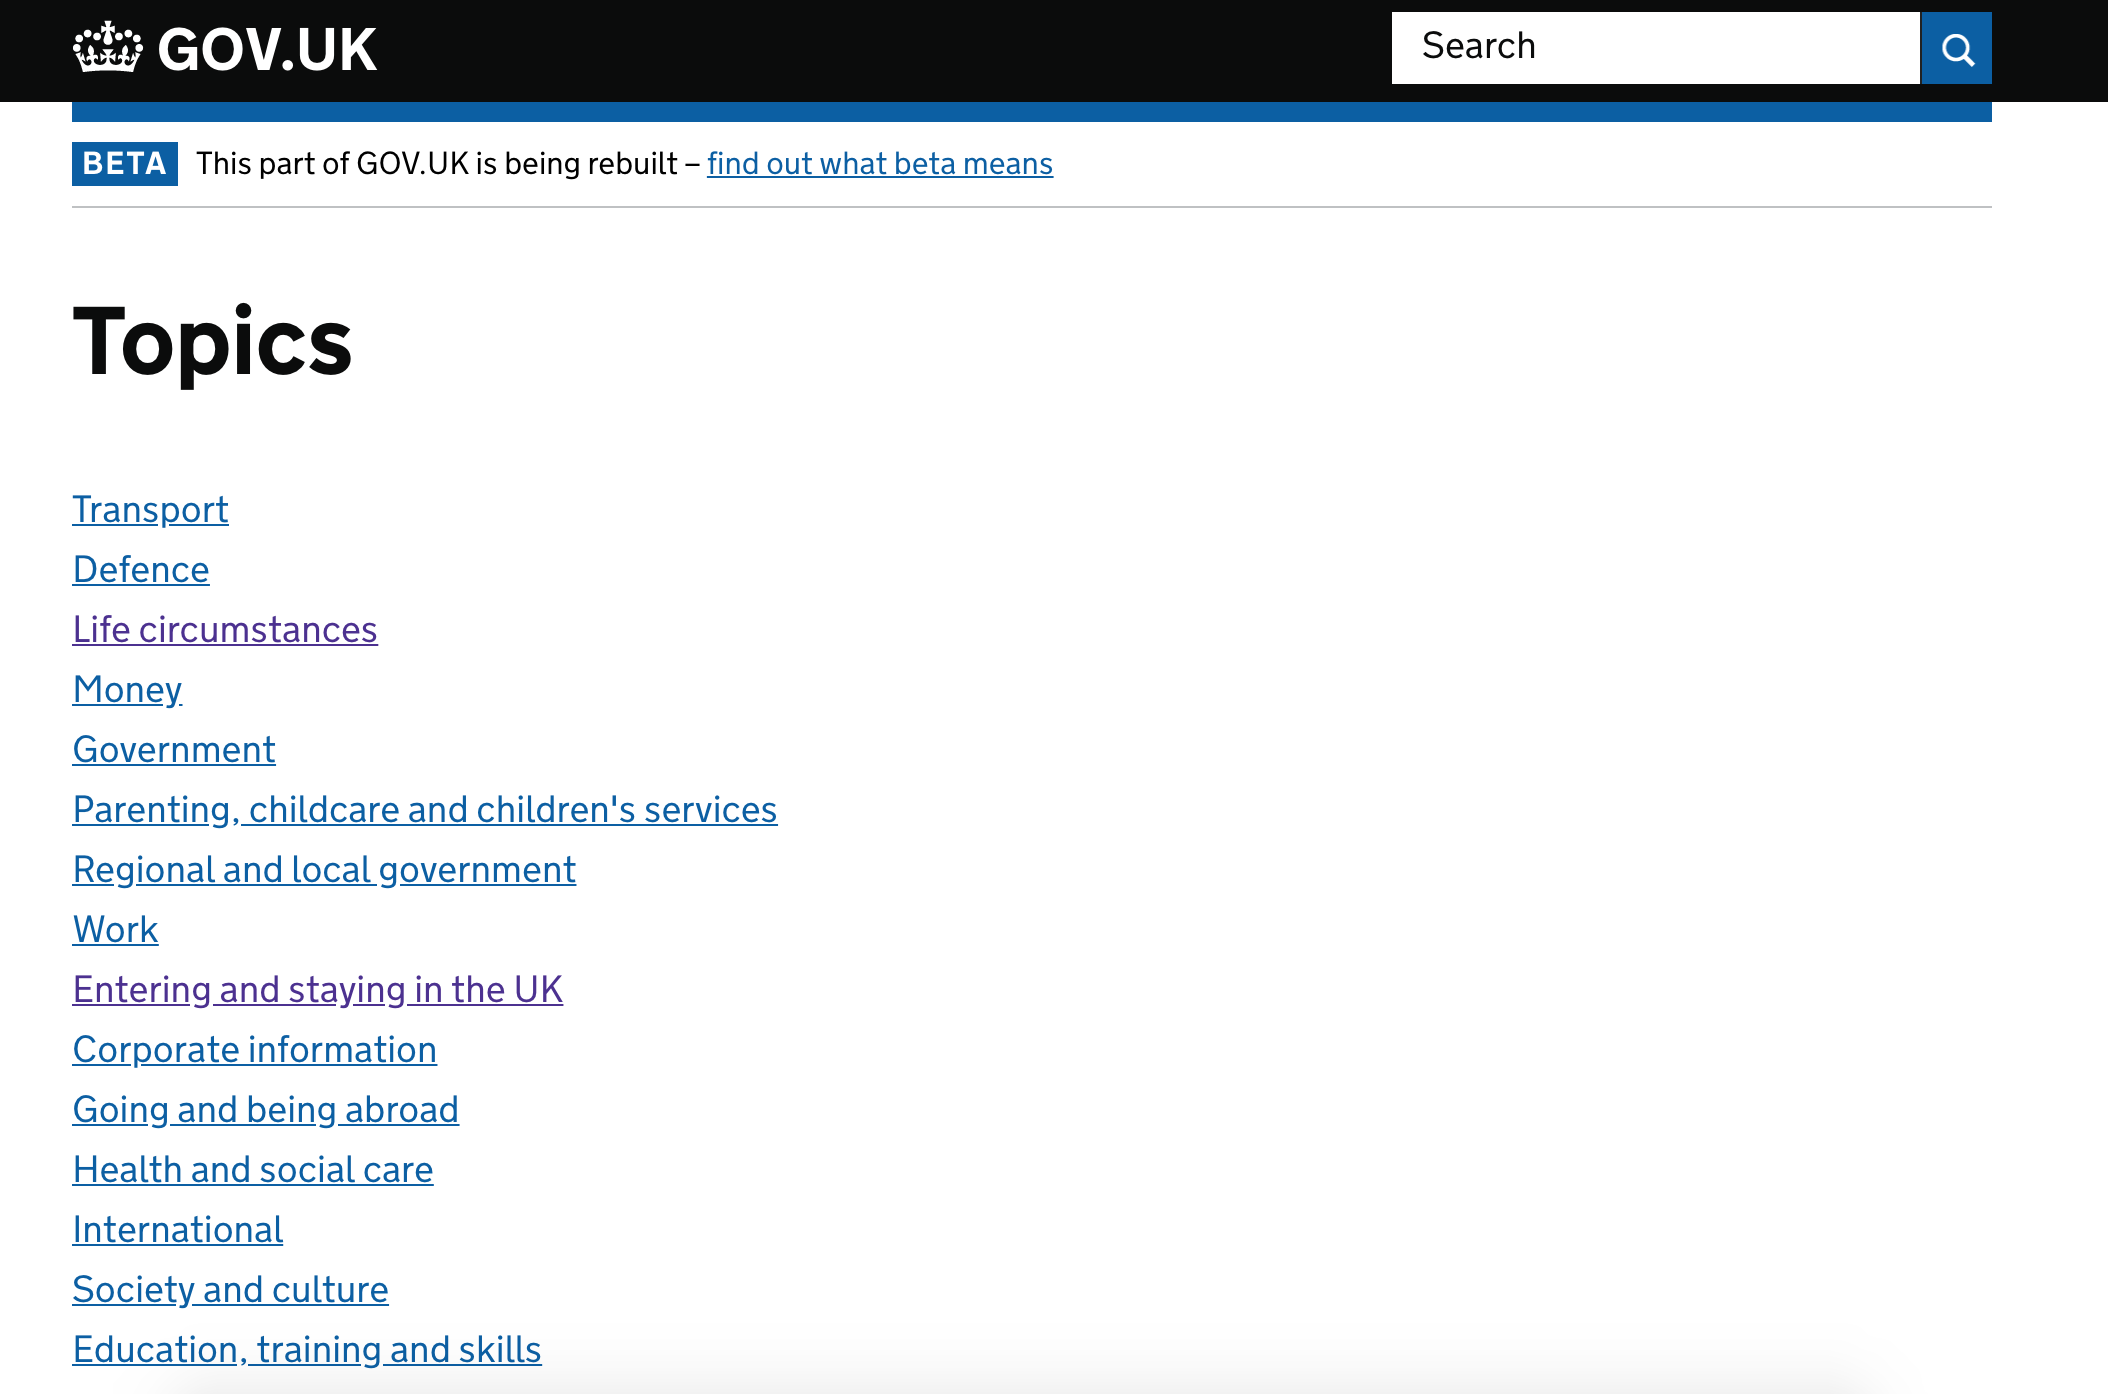 GOV.UK
Search
BETA This part of GOV.UK is being rebuilt – find out what beta means
Topics
Transport
Defence
Life circumstances
Money
Government
Parenting, childcare and children's services
Regional and local government
Work
Entering and staying in the UK
Corporate information
Going and being abroad
Health and social care
International
Society and culture
Education, training and skills